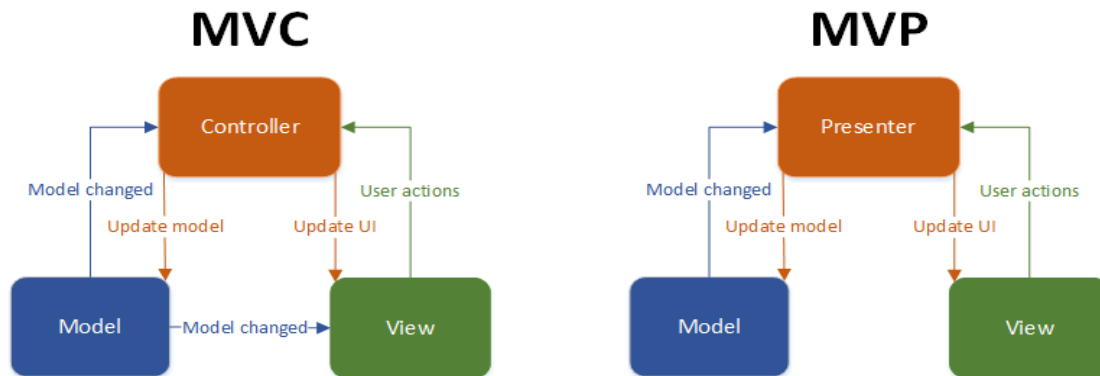 MVC
Controller
Model changed
User actions
Update model
Update UI
Model
Model changed
View
MVP
Presenter
Model changed
User actions
Update model
Update UI
Model
View